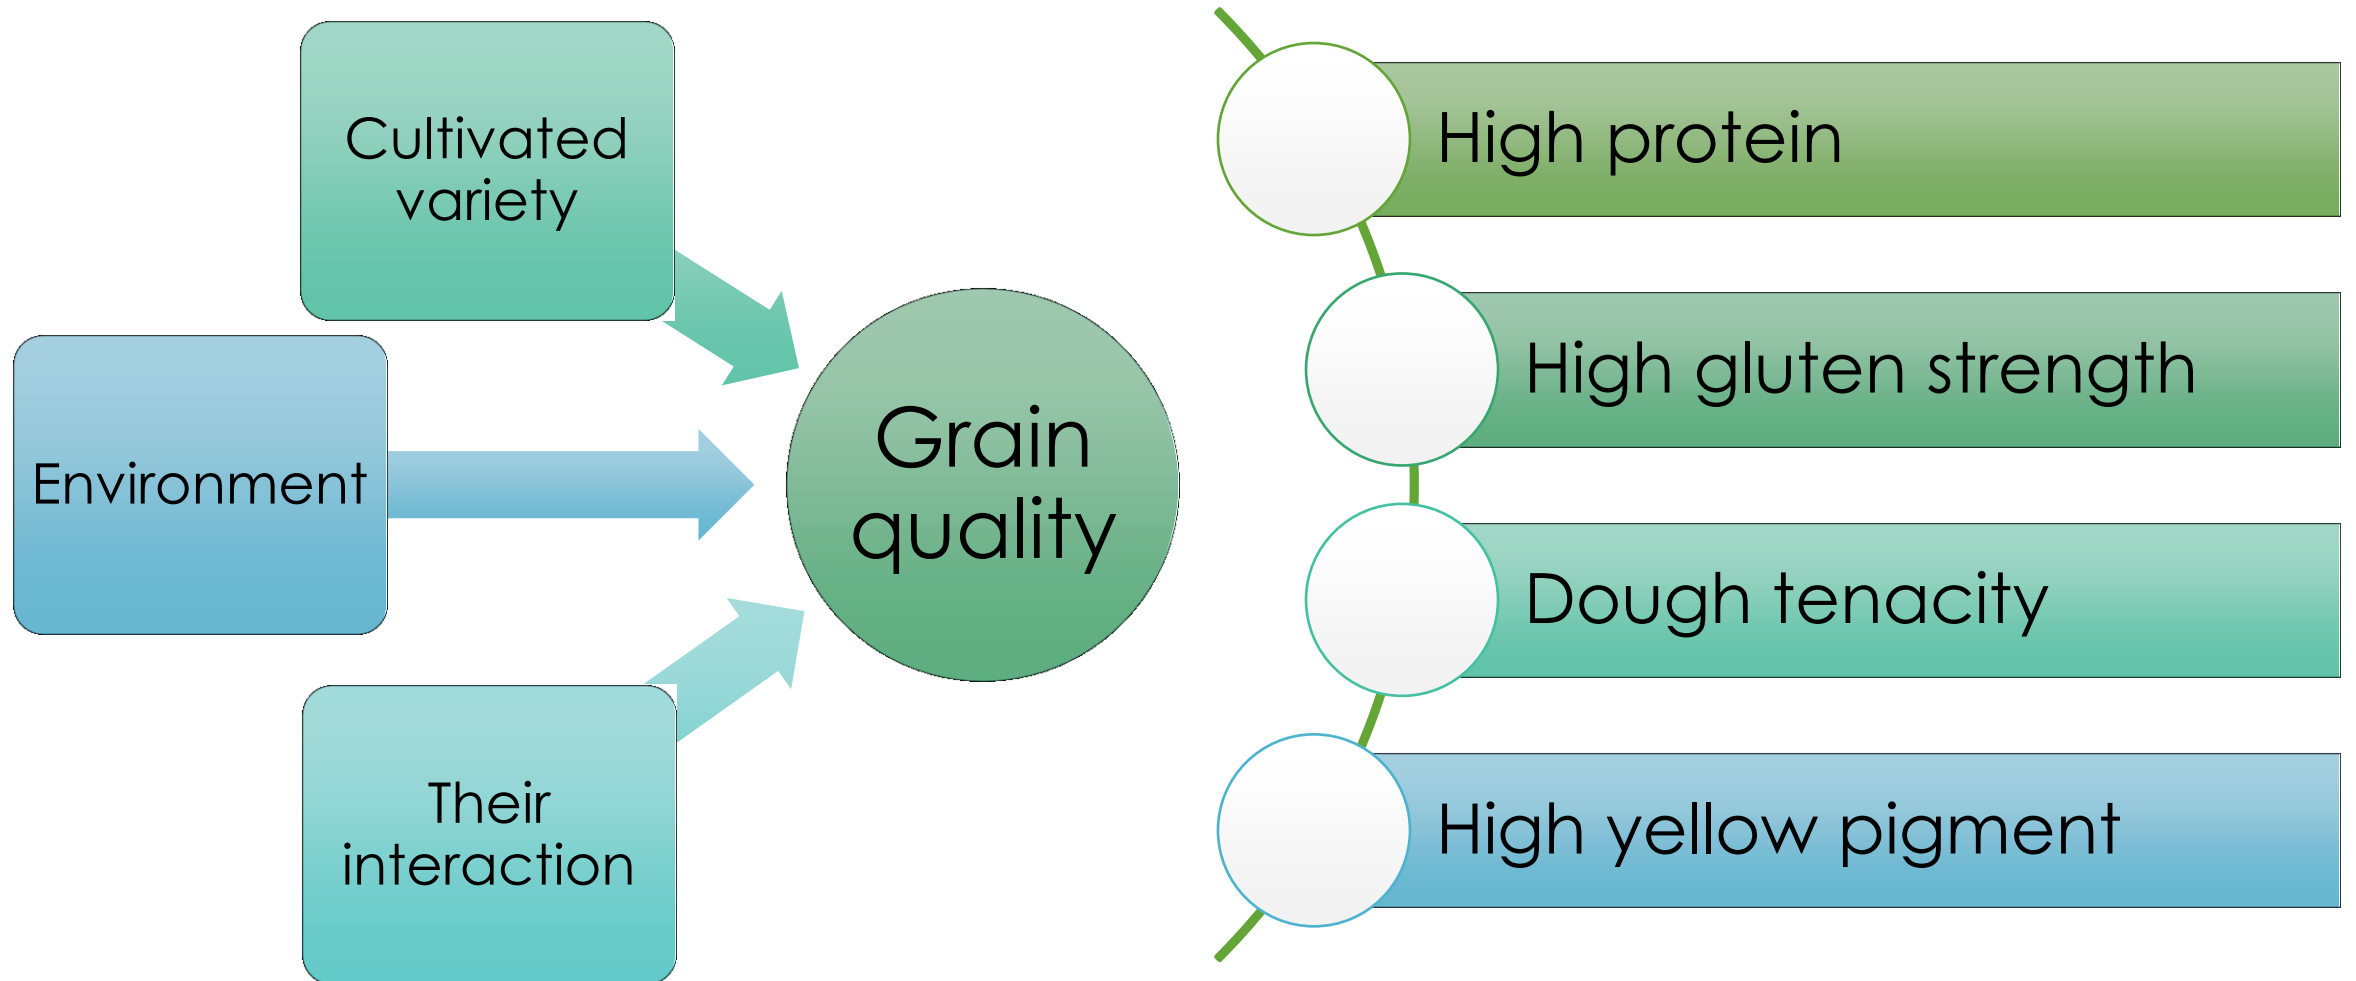 Cultivated
variety
Environment
Their
interaction
Grain
quality
High protein
High gluten strength
Dough tenacity
High yellow pigment